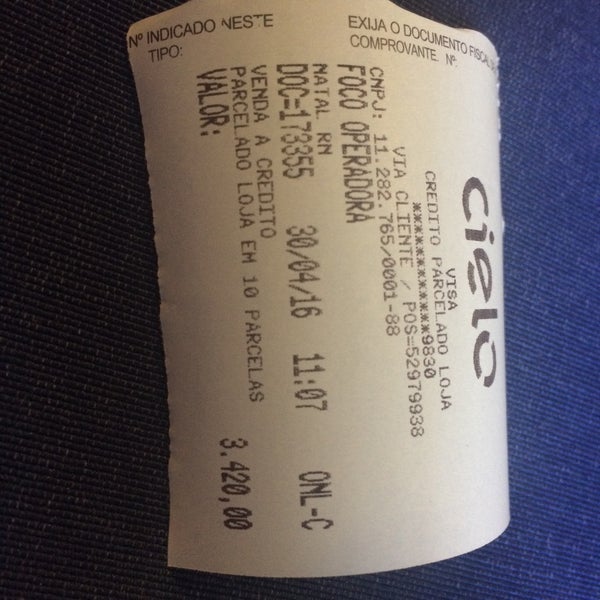 Nº INDICADO NESTE
TIPO:
EXIJA O DOCUMENTO FISCAL
COMPROVANTE. Nº:
cielo
VISA
CREDITO PARCELADO LOJA
************9830
VIA CLIENTE / POS=52979938
CNPJ: 11.282.765/0001-88
FOCO OPERADORA
NATAL RN
DOC=173355 30/04/16 11:07 ONL-C
VENDA A CREDITO
PARCELADO LOJA EM 10 PARCELAS
VALOR: 3.420,00